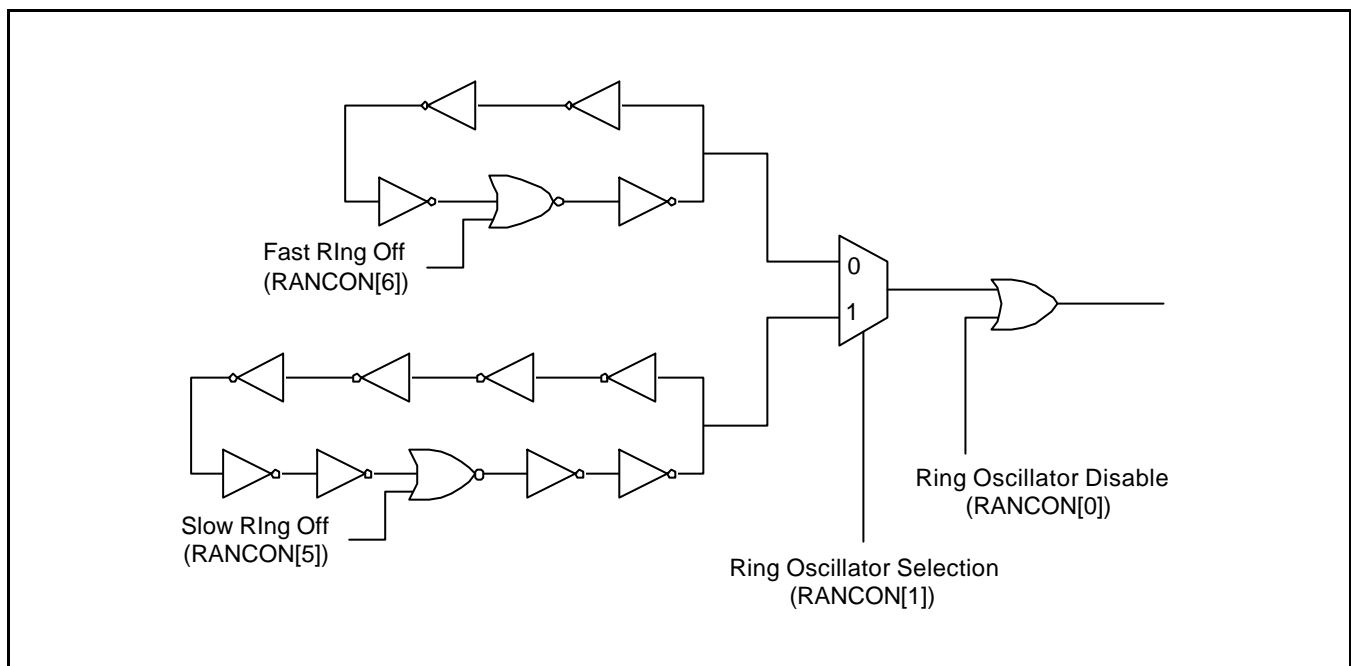 Fast RIng Off
(RANCON[6])
0
1
Slow RIng Off
(RANCON[5])
Ring Oscillator Disable
(RANCON[0])
Ring Oscillator Selection
(RANCON[1])